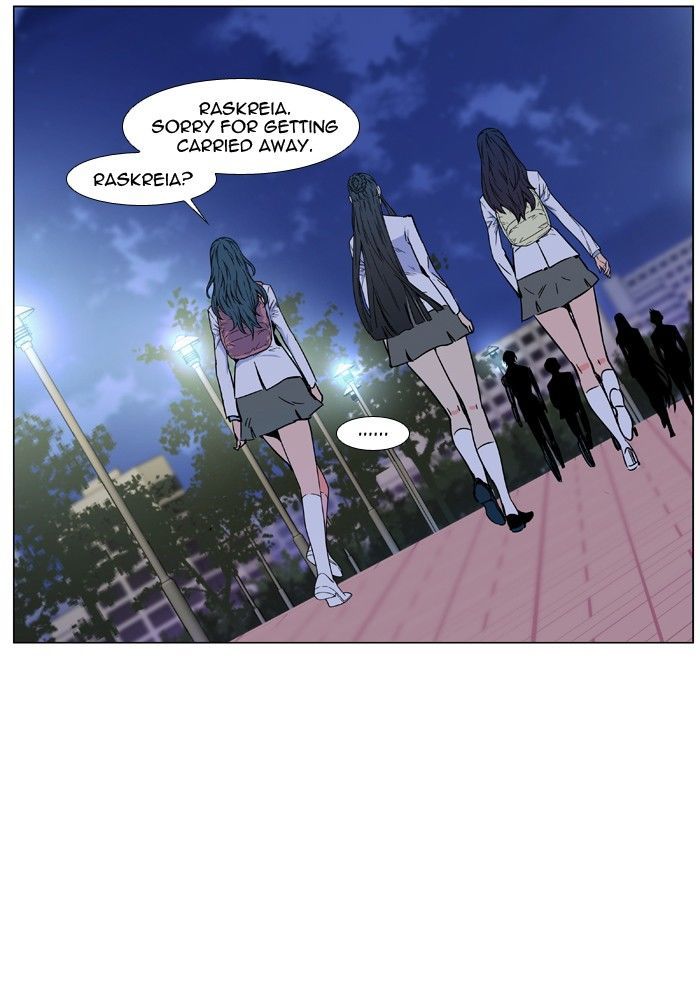 RASKREIA.
SORRY FOR GETTING
CARRIED AWAY.
RASKREIA?
......